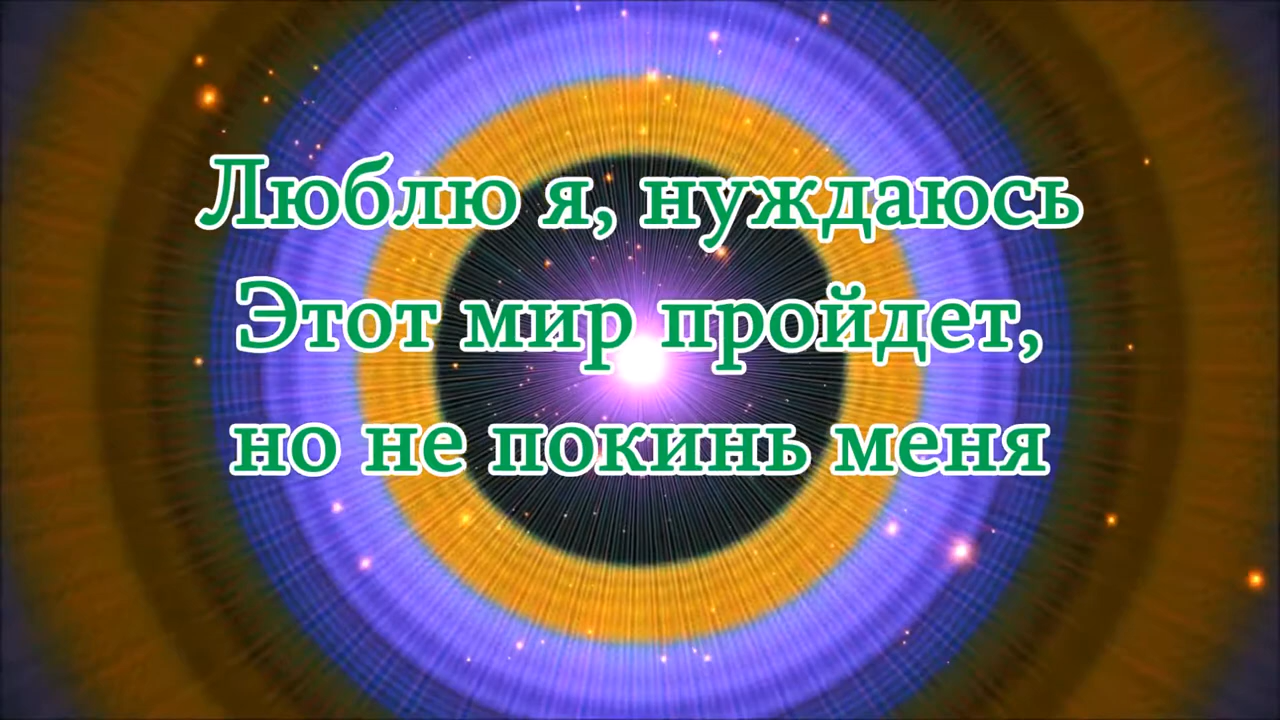 Люблю я, нуждаюсь
Этот мир пройдет,
но не покинь меня